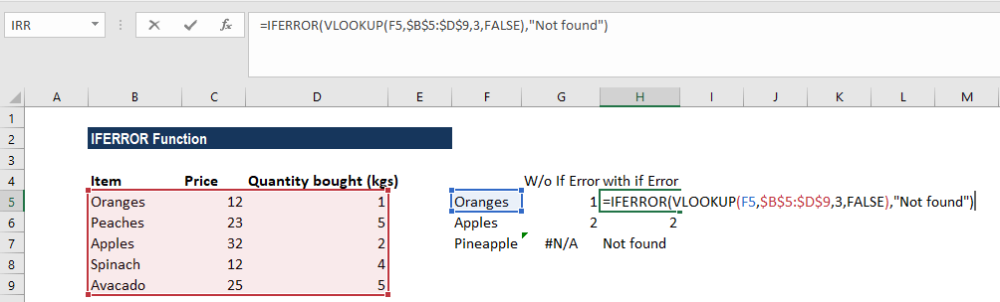 IRR fx =IFERROR(VLOOKUP(F5,$B$5:$D$9,3,FALSE),"Not found")
A B C D E F G H I J K L M
1
2 IFERROR Function
3
4 Item Price Quantity bought (kgs) W/o If Error with if Error
5 Oranges 12 1 Oranges 1 =IFERROR(VLOOKUP(F5,$B$5:$D$9,3,FALSE),"Not found")
6 Peaches 23 5 Apples 2 2
7 Apples 32 2 Pineapple #N/A Not found
8 Spinach 12 4
9 Avacado 25 5